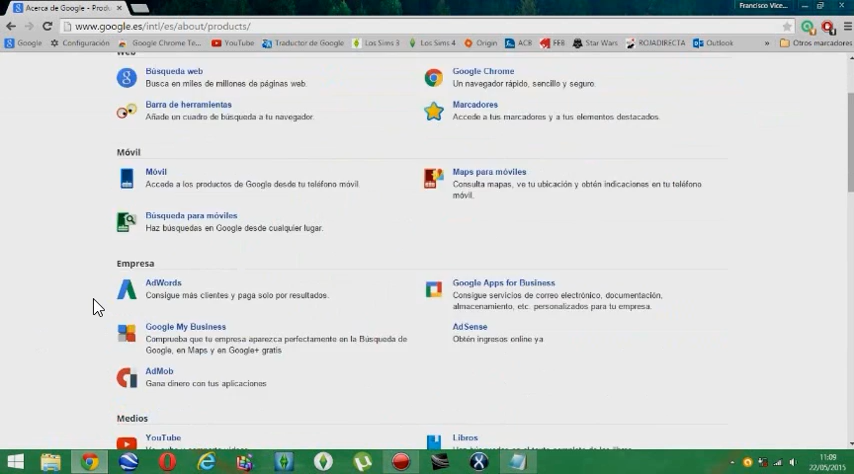 Acerca de Google - Produ
Francisco Vice...
www.google.es/intl/es/about/products/
Google Configuración Google Chrome Té... YouTube Traductor de Google Los Sims 3 Los Sims 4 Origin ACB FEB Star Wars ROJADIRECTA Outlook » Otros marcadores
Web
Búsqueda web
Busca en miles de millones de páginas web.
Google Chrome
Un navegador rápido, sencillo y seguro.
Barra de herramientas
Añade un cuadro de búsqueda a tu navegador.
Marcadores
Accede a tus marcadores y a tus elementos destacados.
Móvil
Móvil
Accede a los productos de Google desde tu teléfono móvil.
Maps para móviles
Consulta mapas, ve tu ubicación y obtén indicaciones en tu teléfono
móvil.
Búsqueda para móviles
Haz búsquedas en Google desde cualquier lugar.
Empresa
AdWords
Consigue más clientes y paga solo por resultados.
Google Apps for Business
Consigue servicios de correo electrónico, documentación,
almacenamiento, etc. personalizados para tu empresa.
Google My Business
Comprueba que tu empresa aparezca perfectamente en la Búsqueda de
Google, en Maps y en Google+ gratis
AdSense
Obtén ingresos online ya
AdMob
Gana dinero con tus aplicaciones
Medios
YouTube
Libros
11:09
22/05/2015